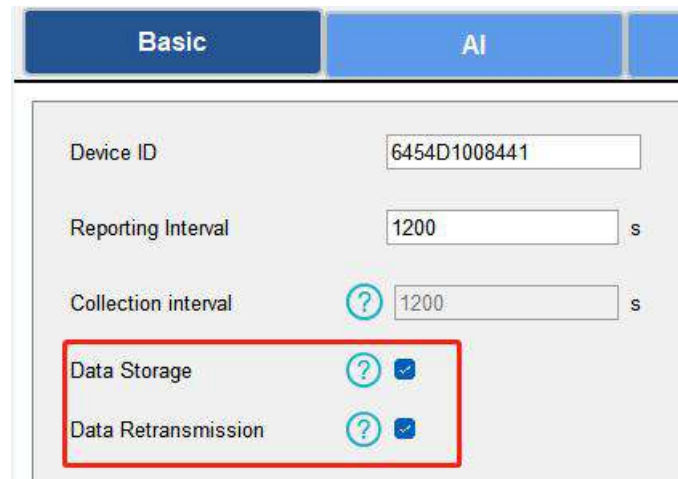 Basic
AI
Device ID 6454D1008441
Reporting Interval 1200 s
Collection interval ? 1200 s
Data Storage ?
Data Retransmission ?